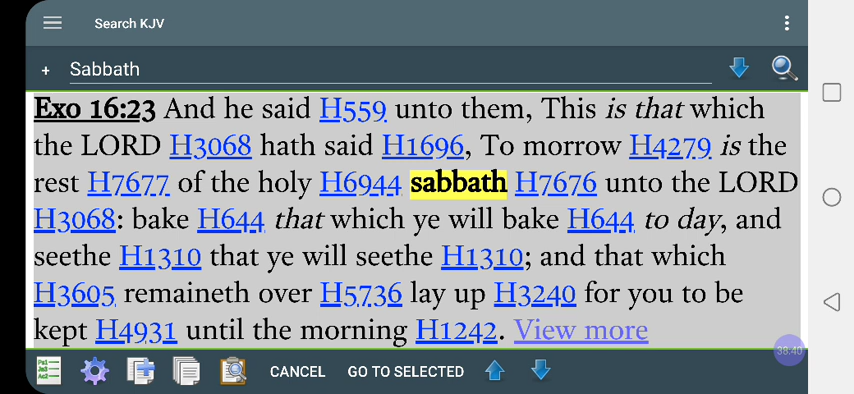 Search KJV
+ Sabbath
Exo 16:23 And he said H559 unto them, This is that which
the LORD H3068 hath said H1696, To morrow H4279 is the
rest H7677 of the holy H6944 sabbath H7676 unto the LORD
H3068: bake H644 that which ye will bake H644 to day, and
seethe H1310 that ye will seethe H1310; and that which
H3605 remaineth over H5736 lay up H3240 for you to be
kept H4931 until the morning H1242. View more
38:40
CANCEL GO TO SELECTED